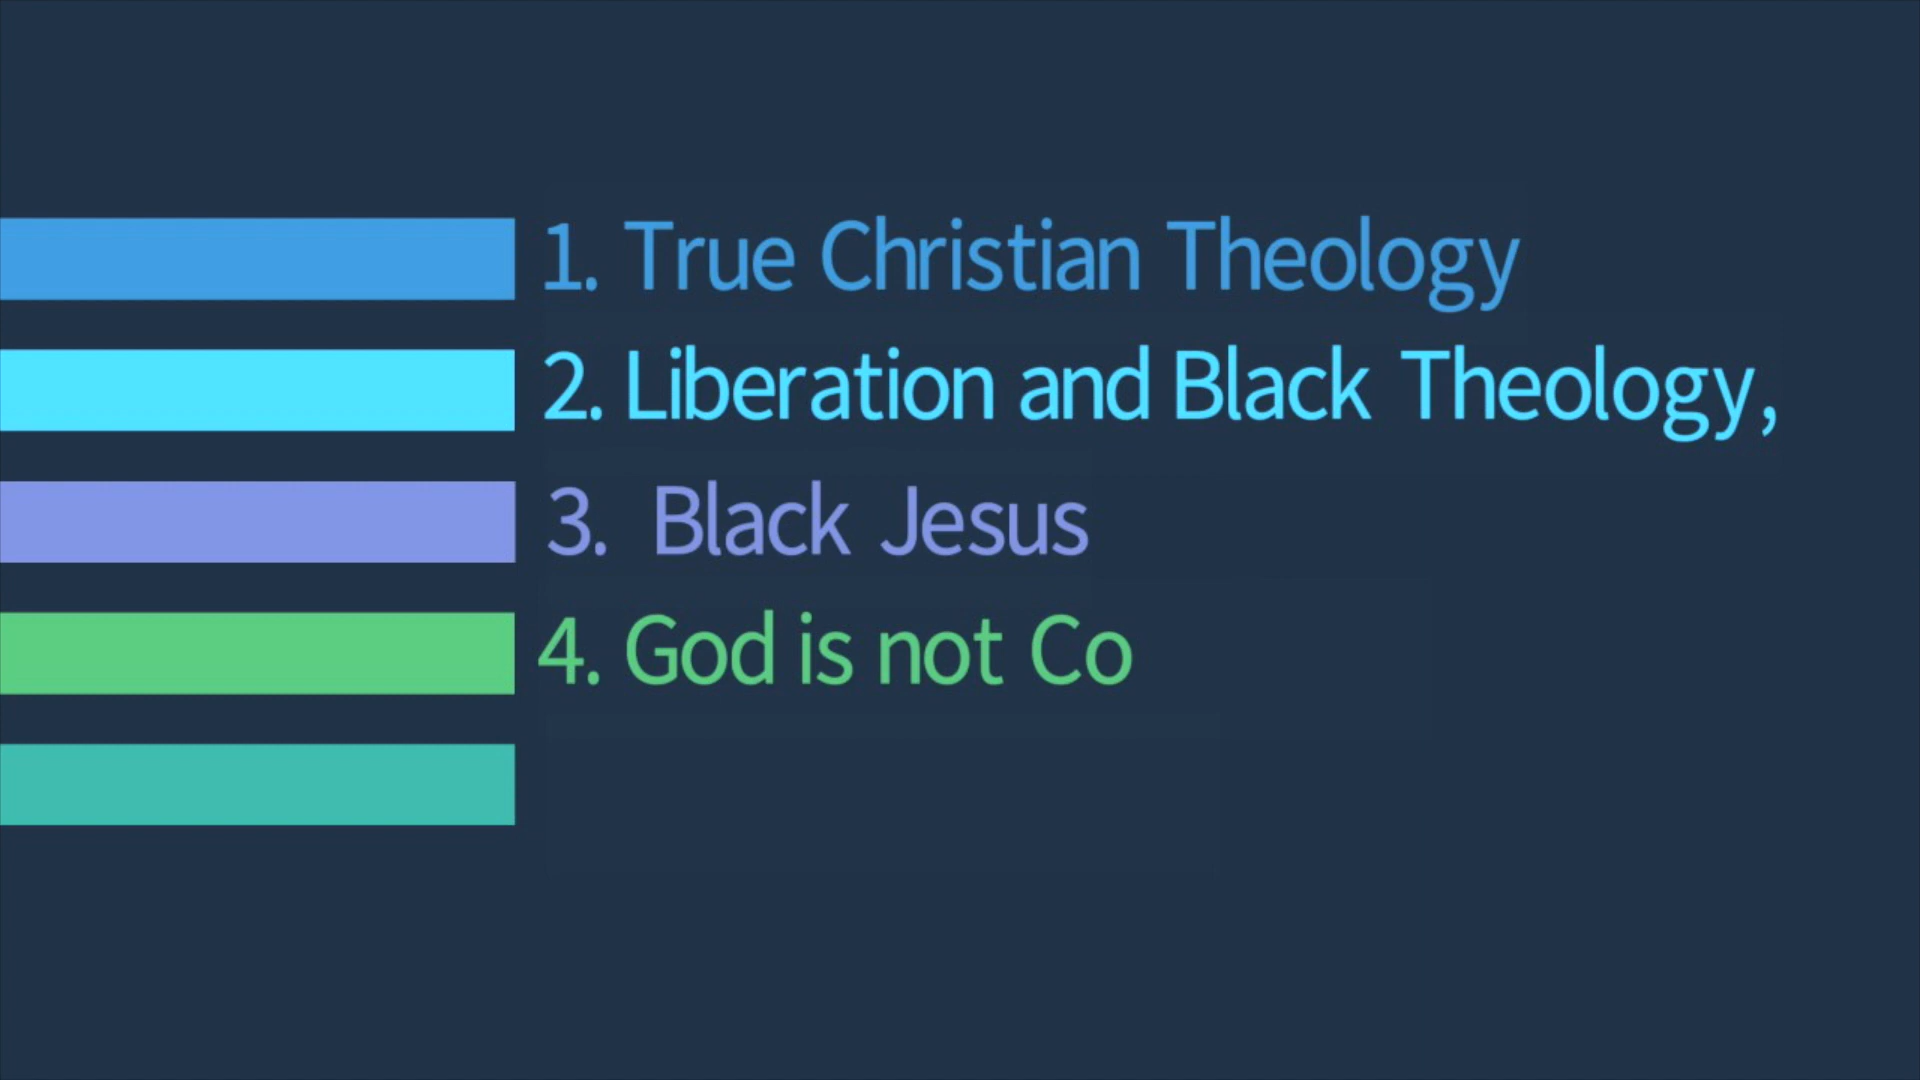 1. True Christian Theology
2. Liberation and Black Theology,
3. Black Jesus
4. God is not Co